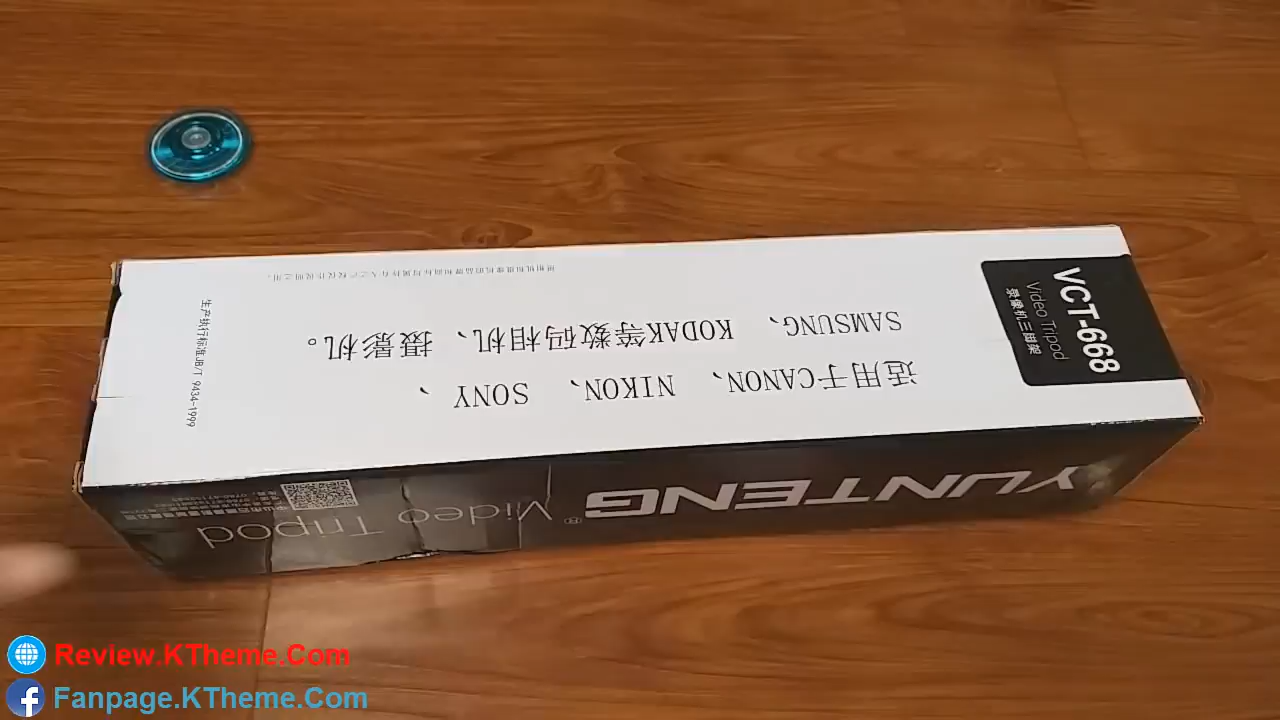 VCT-668
Video Tripod
录像机三脚架
适用于CANON、 NIKON、 SONY 、
SAMSUNG、 KODAK等数码相机、摄影机。
生产执行标准JB/T 9434-1999
YUNTENG®
Video Tripod
Review.KTheme.Com
Fanpage.KTheme.Com